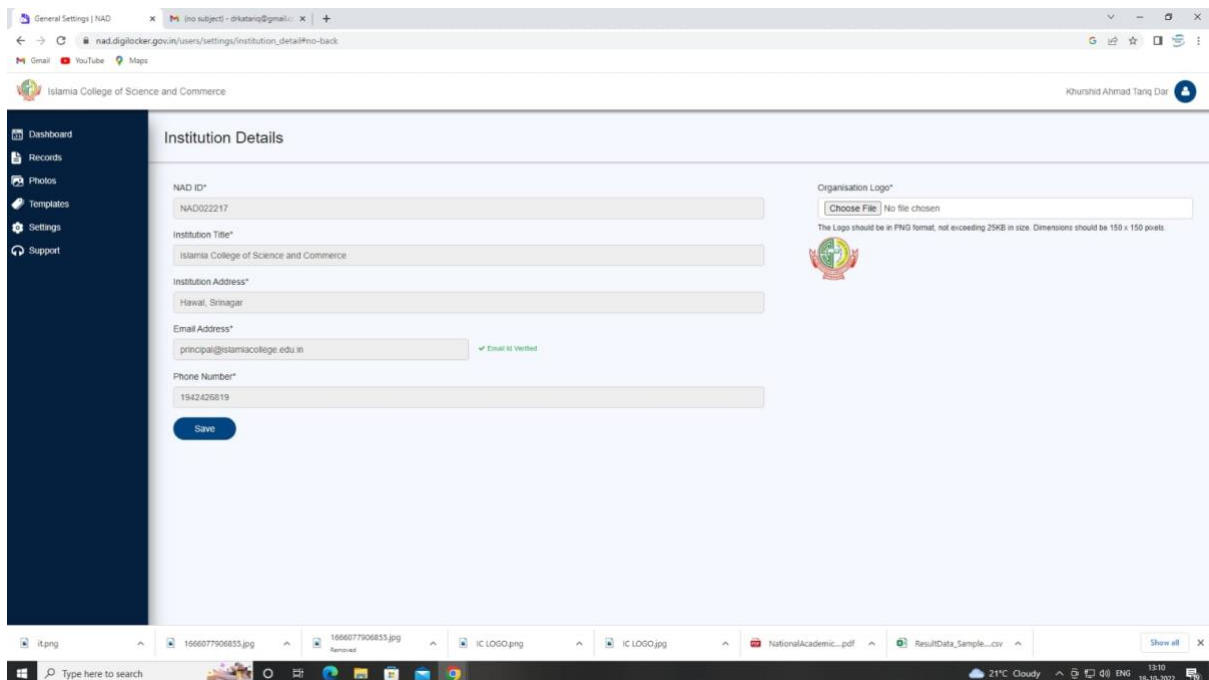 General Settings | NAD
(no subject) - drkatariq@gmail.c
nad.digilocker.gov.in/users/settings/institution_detail#no-back
Gmail YouTube Maps
Islamia College of Science and Commerce
Khurshid Ahmad Tariq Dar
Dashboard
Records
Photos
Templates
Settings
Support
Institution Details
NAD ID*
NAD022217
Institution Title*
Islamia College of Science and Commerce
Institution Address*
Hawal, Srinagar
Email Address*
principal@islamiacollege.edu.in
Email Id Verified
Phone Number*
1942426819
Save
Organisation Logo*
Choose File No file chosen
The Logo should be in PNG format, not exceeding 25KB in size. Dimensions should be 150 x 150 pixels.
it.png
1666077906855.jpg
1666077906855.jpg
Removed
IC LOGO.png
IC LOGO.jpg
NationalAcademic....pdf
ResultData_Sample....csv
Show all
Type here to search
21°C Cloudy
ENG
13:10
18-10-2022